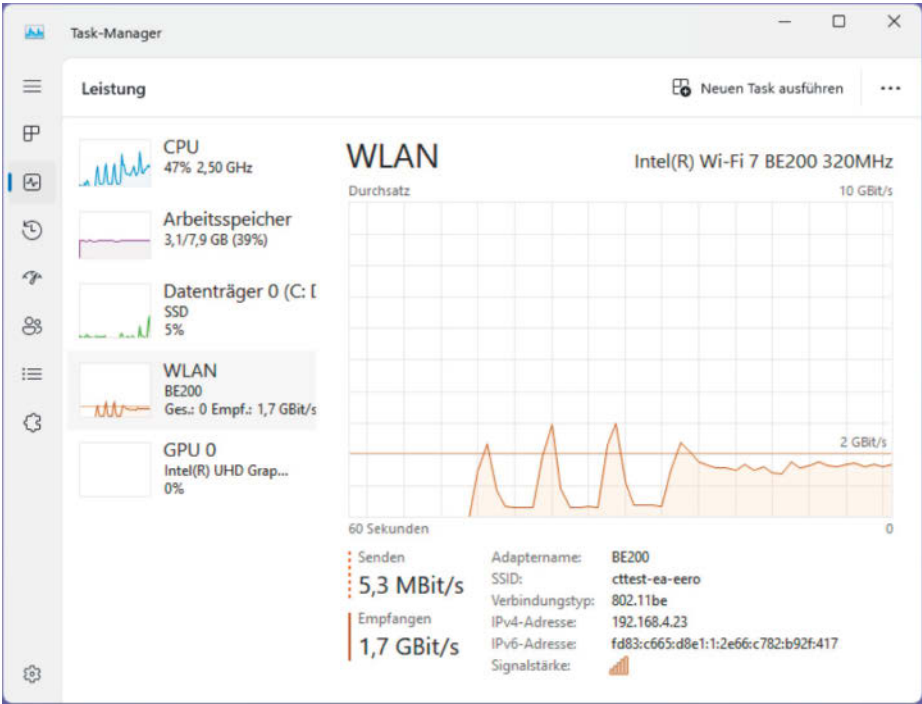 Task-Manager
Leistung
Neuen Task ausführen
CPU
47% 2,50 GHz
Arbeitsspeicher
3,1/7,9 GB (39%)
Datenträger 0 (C: D
SSD
5%
WLAN
BE200
Ges.: 0 Empf.: 1,7 GBit/s
GPU 0
Intel(R) UHD Grap...
0%
WLAN
Intel(R) Wi-Fi 7 BE200 320MHz
Durchsatz
10 GBit/s
2 GBit/s
60 Sekunden
0
Senden
5,3 MBit/s
Empfangen
1,7 GBit/s
Adaptername: BE200
SSID: cttest-ea-eero
Verbindungstyp: 802.11be
IPv4-Adresse: 192.168.4.23
IPv6-Adresse: fd83:c665:d8e1:1:2e66:c782:b92f:417
Signalstärke: